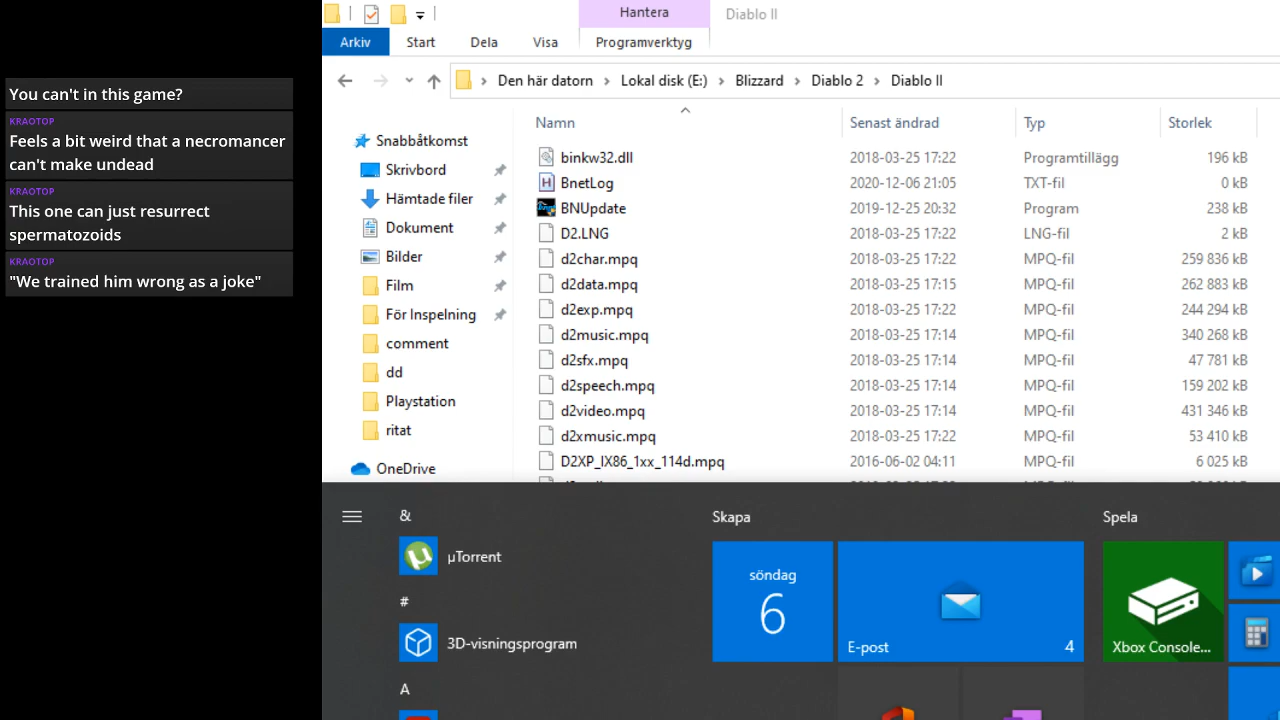 You can't in this game?
KRAOTOP
Feels a bit weird that a necromancer
can't make undead
KRAOTOP
This one can just resurrect
spermatozoids
KRAOTOP
"We trained him wrong as a joke"
Hantera
Diablo II
Arkiv
Start
Dela
Visa
Programverktyg
Den här datorn
Lokal disk (E:)
Blizzard
Diablo 2
Diablo II
Snabbåtkomst
Skrivbord
Hämtade filer
Dokument
Bilder
Film
För Inspelning
comment
dd
Playstation
ritat
OneDrive
Namn Senast ändrad Typ Storlek
binkw32.dll 2018-03-25 17:22 Programtillägg 196 kB
BnetLog 2020-12-06 21:05 TXT-fil 0 kB
BNUpdate 2019-12-25 20:32 Program 238 kB
D2.LNG 2018-03-25 17:22 LNG-fil 2 kB
d2char.mpq 2018-03-25 17:22 MPQ-fil 259 836 kB
d2data.mpq 2018-03-25 17:15 MPQ-fil 262 883 kB
d2exp.mpq 2018-03-25 17:22 MPQ-fil 244 294 kB
d2music.mpq 2018-03-25 17:14 MPQ-fil 340 268 kB
d2sfx.mpq 2018-03-25 17:14 MPQ-fil 47 781 kB
d2speech.mpq 2018-03-25 17:14 MPQ-fil 159 202 kB
d2video.mpq 2018-03-25 17:14 MPQ-fil 431 346 kB
d2xmusic.mpq 2018-03-25 17:22 MPQ-fil 53 410 kB
D2XP_IX86_1xx_114d.mpq 2016-06-02 04:11 MPQ-fil 6 025 kB
&
µTorrent
#
3D-visningsprogram
A
Skapa
söndag
6
E-post 4
Spela
Xbox Console...